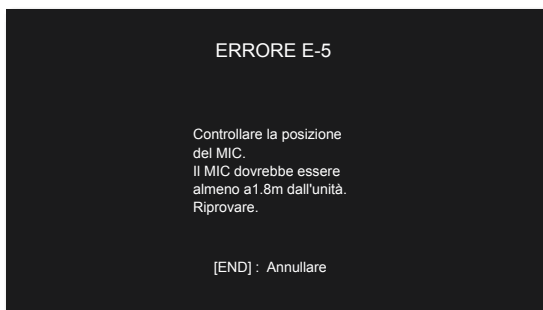 ERRORE E-5
Controllare la posizione
del MIC.
Il MIC dovrebbe essere
almeno a1.8m dall'unità.
Riprovare.
[END] : Annullare